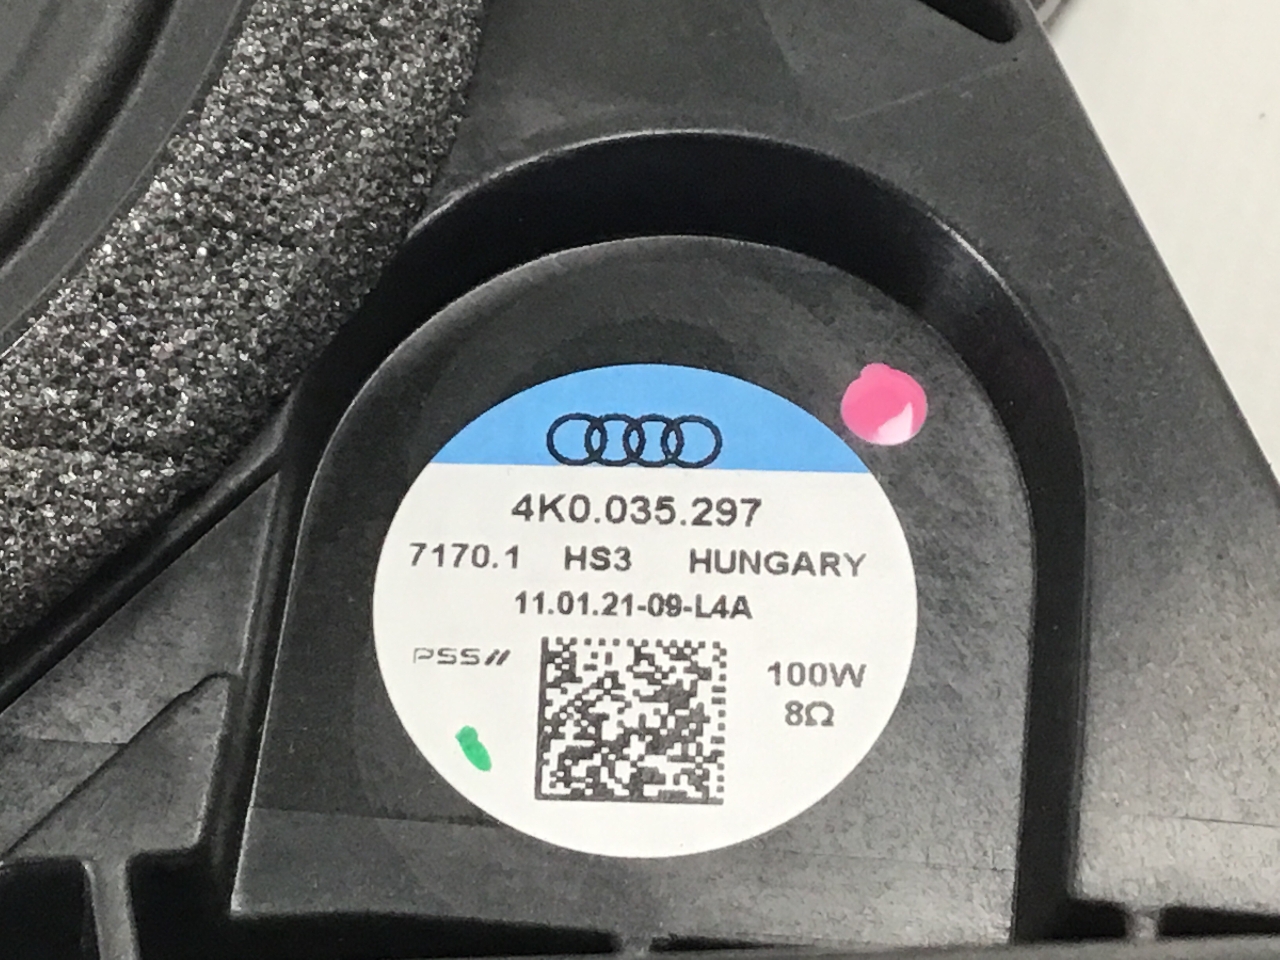 4K0.035.297
7170.1 HS3 HUNGARY
11.01.21-09-L4A
PSS
100W
8Ω